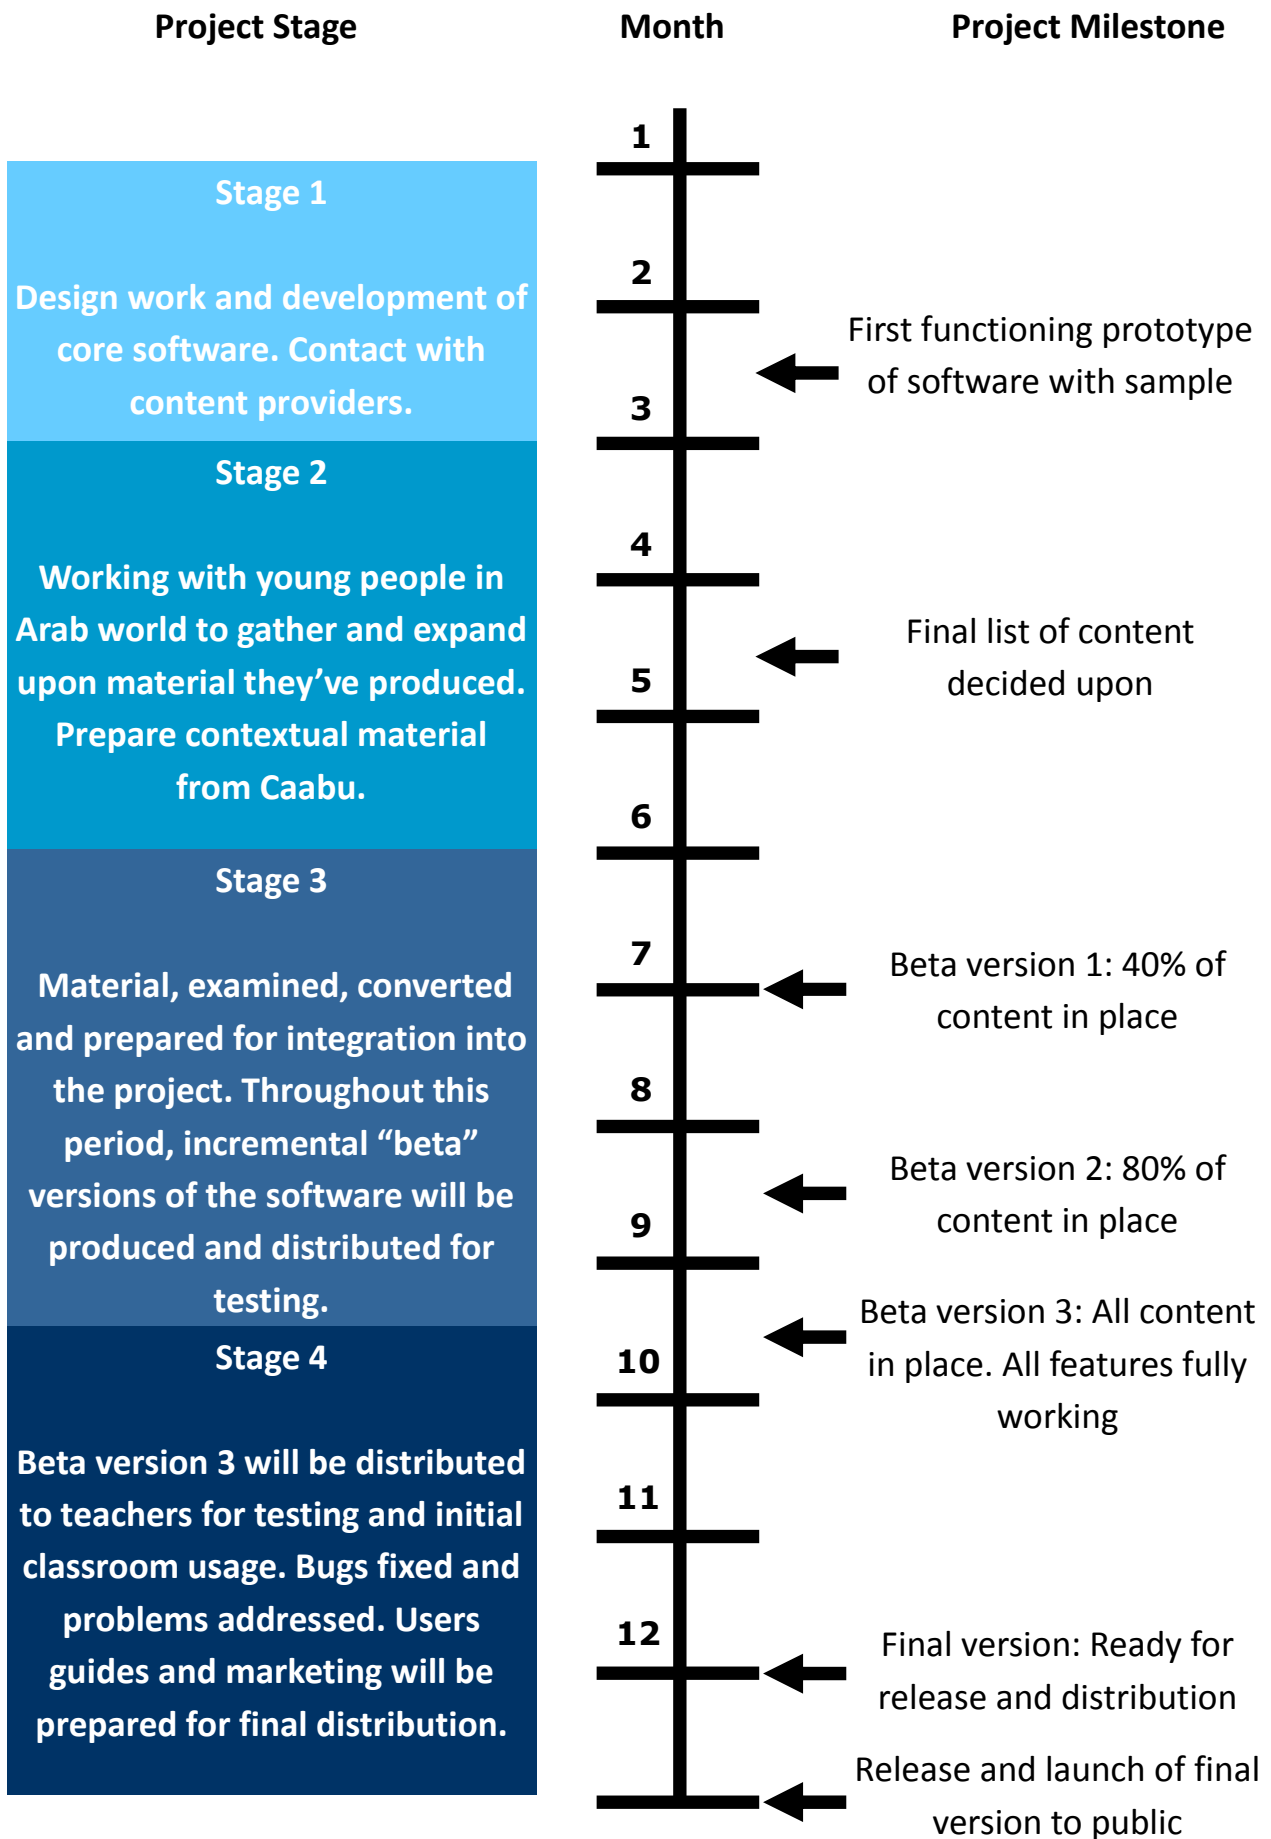 Project Stage
Month
Project Milestone
Stage 1
Design work and development of
core software. Contact with
content providers.
Stage 2
Working with young people in
Arab world to gather and expand
upon material they’ve produced.
Prepare contextual material
from Caabu.
Stage 3
Material, examined, converted
and prepared for integration into
the project. Throughout this
period, incremental “beta”
versions of the software will be
produced and distributed for
testing.
Stage 4
Beta version 3 will be distributed
to teachers for testing and initial
classroom usage. Bugs fixed and
problems addressed. Users
guides and marketing will be
prepared for final distribution.
1
2
3
4
5
6
7
8
9
10
11
12
First functioning prototype
of software with sample
Final list of content
decided upon
Beta version 1: 40% of
content in place
Beta version 2: 80% of
content in place
Beta version 3: All content
in place. All features fully
working
Final version: Ready for
release and distribution
Release and launch of final
version to public